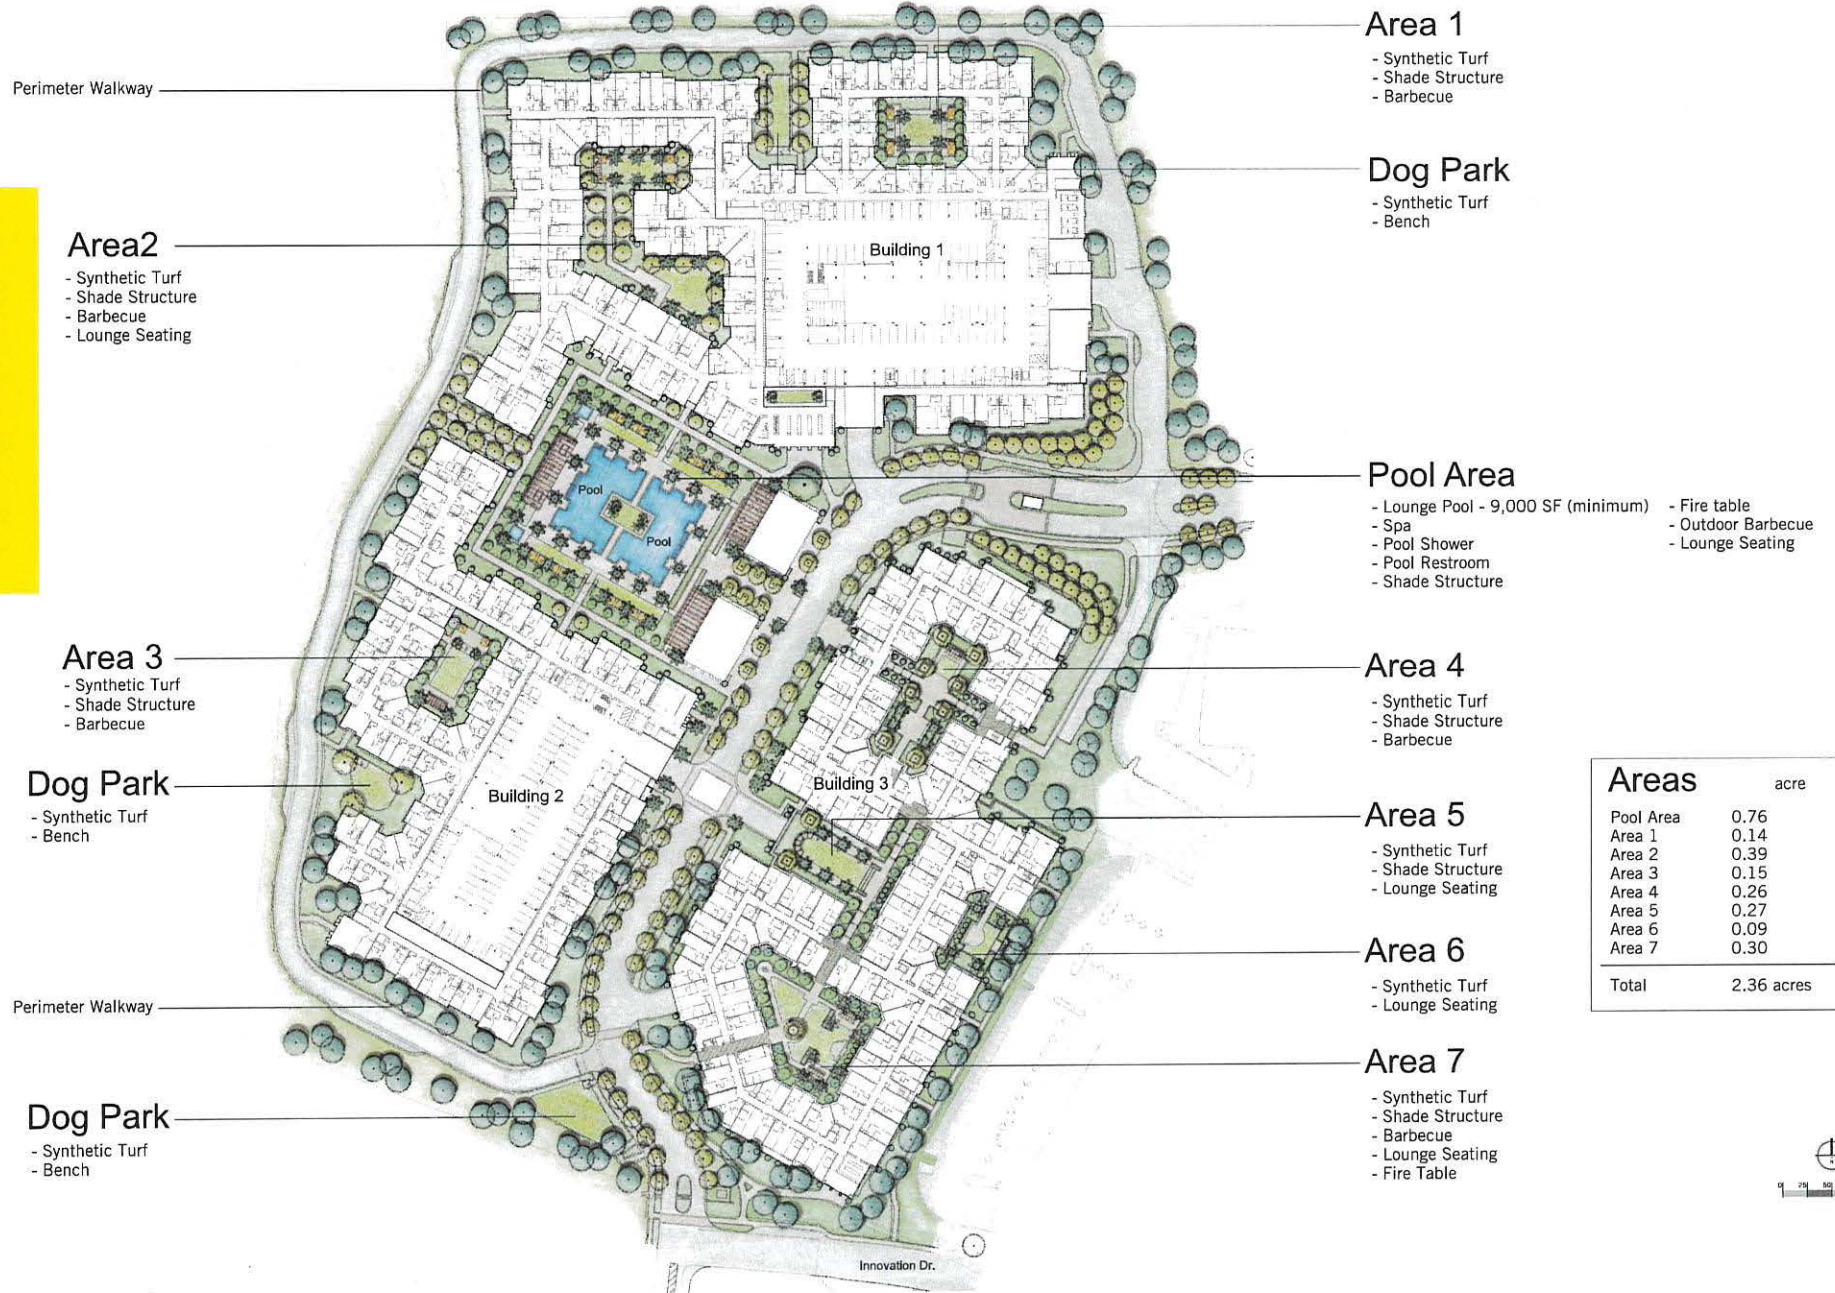 Area 1
- Synthetic Turf
- Shade Structure
- Barbecue
Perimeter Walkway
Dog Park
- Synthetic Turf
- Bench
Area2
- Synthetic Turf
- Shade Structure
- Barbecue
- Lounge Seating
Building 1
Pool Area
- Lounge Pool - 9,000 SF (minimum)
- Spa
- Pool Shower
- Pool Restroom
- Shade Structure
- Fire table
- Outdoor Barbecue
- Lounge Seating
Pool
Pool
Area 3
- Synthetic Turf
- Shade Structure
- Barbecue
Area 4
- Synthetic Turf
- Shade Structure
- Barbecue
Dog Park
- Synthetic Turf
- Bench
Building 2
Building 3
Area 5
- Synthetic Turf
- Shade Structure
- Lounge Seating
Areas acre
Pool Area 0.76
Area 1 0.14
Area 2 0.39
Area 3 0.15
Area 4 0.26
Area 5 0.27
Area 6 0.09
Area 7 0.30
Total 2.36 acres
Area 6
- Synthetic Turf
- Lounge Seating
Perimeter Walkway
Area 7
- Synthetic Turf
- Shade Structure
- Barbecue
- Lounge Seating
- Fire Table
Dog Park
- Synthetic Turf
- Bench
0 25 50
Innovation Dr.